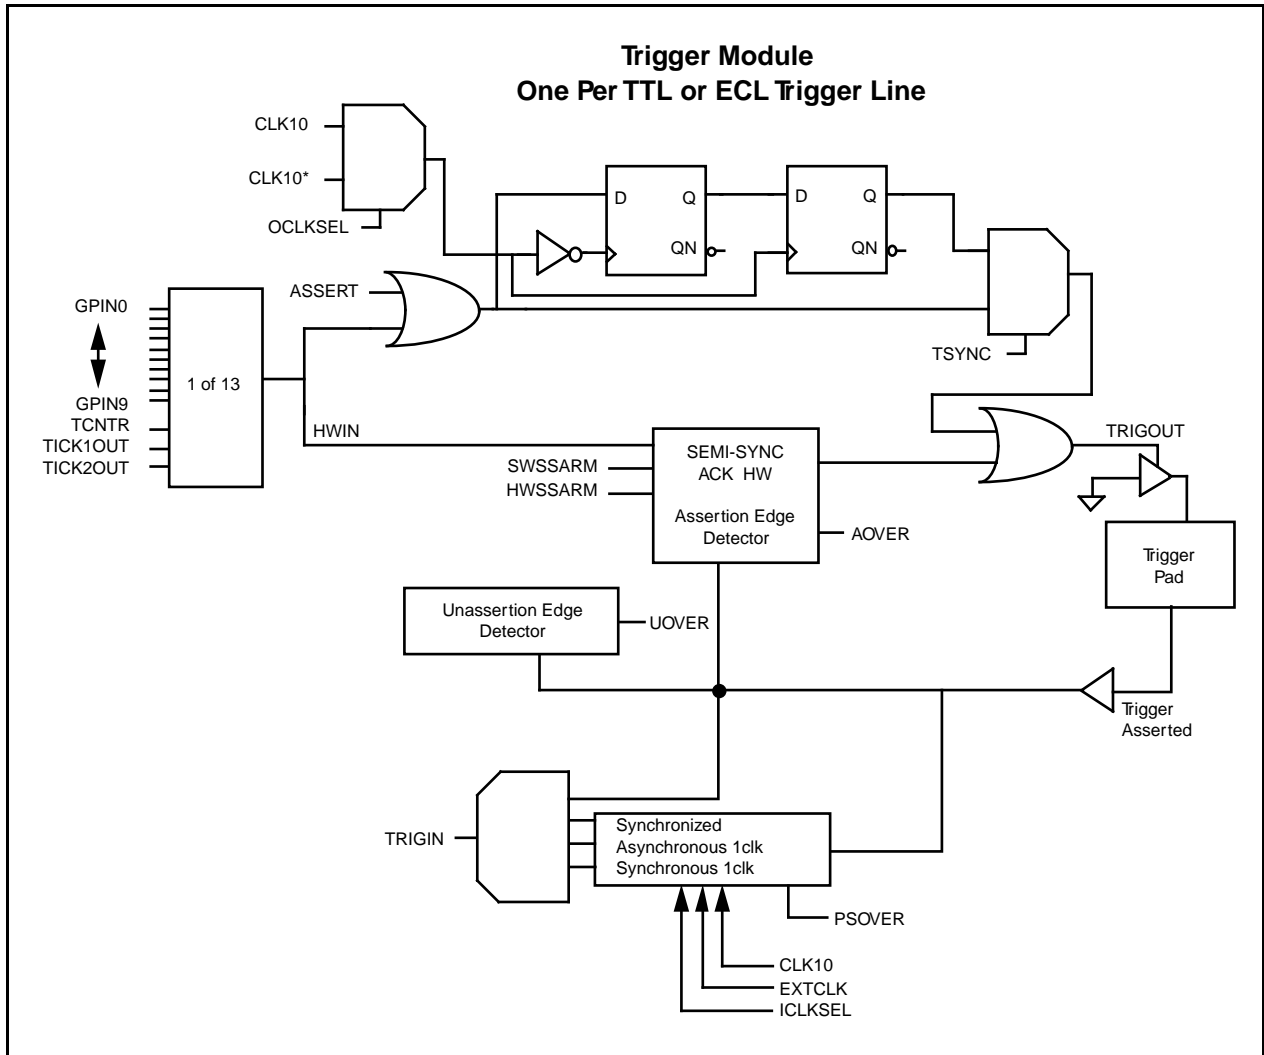 Trigger Module
One Per TTL or ECL Trigger Line
CLK10
CLK10*
OCLKSEL
D
Q
QN
D
Q
QN
ASSERT
GPIN0
GPIN9
TCNTR
TICK1OUT
TICK2OUT
1 of 13
TSYNC
HWIN
SWSSARM
HWSSARM
SEMI-SYNC
ACK HW
Assertion Edge
Detector
AOVER
TRIGOUT
Trigger
Pad
Unassertion Edge
Detector
UOVER
Trigger
Asserted
TRIGIN
Synchronized
Asynchronous 1clk
Synchronous 1clk
PSOVER
CLK10
EXTCLK
ICLKSEL